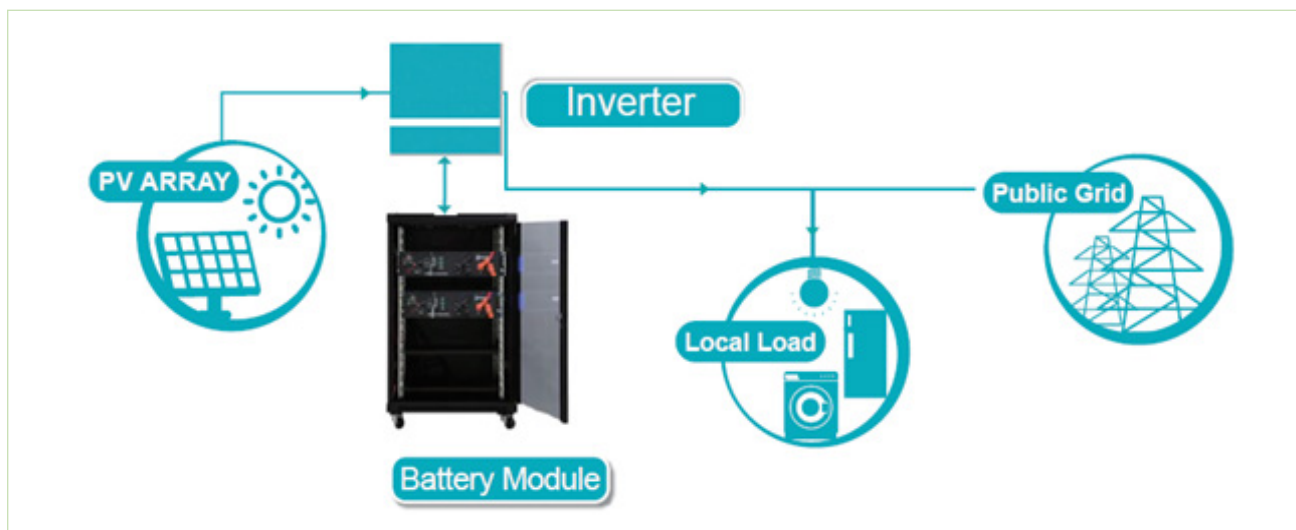 Inverter
PV ARRAY
Public Grid
Local Load
Battery Module